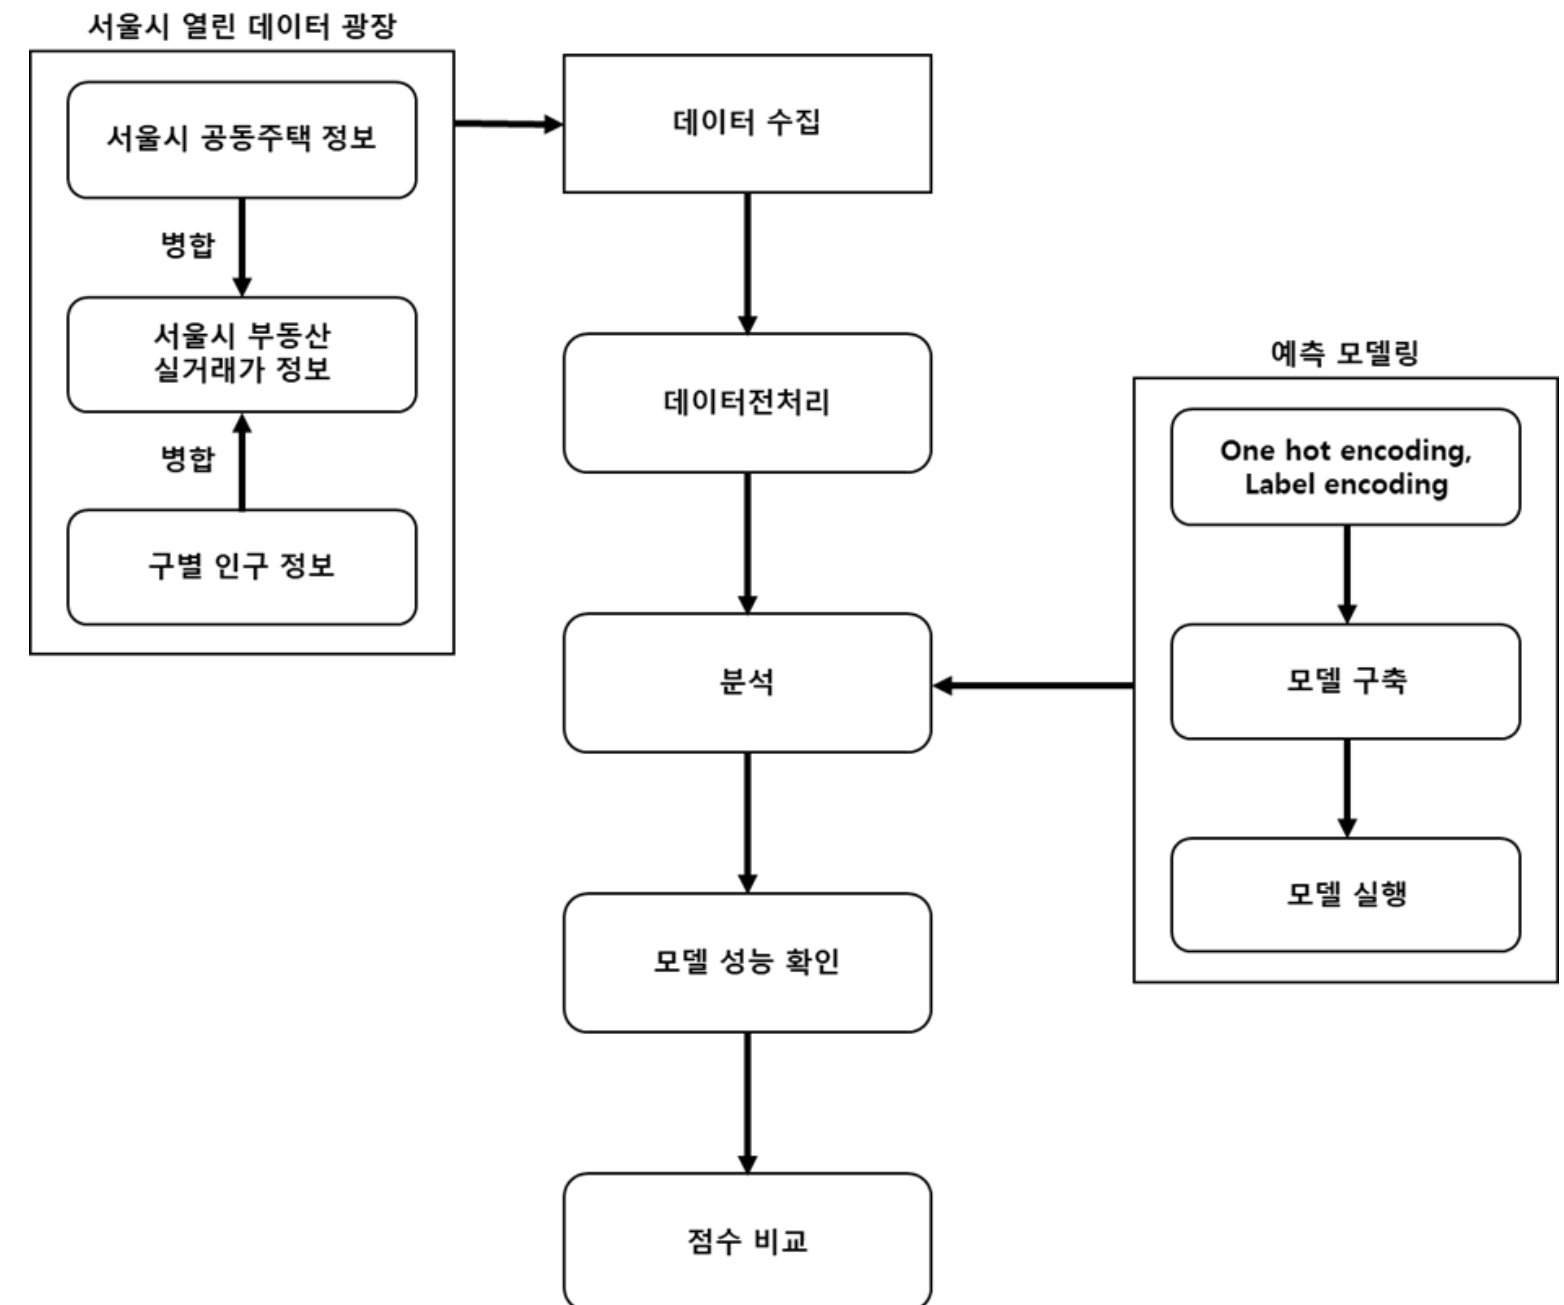 서울시 열린 데이터 광장
서울시 공동주택 정보
병합
서울시 부동산
실거래가 정보
병합
구별 인구 정보
데이터 수집
데이터전처리
분석
모델 성능 확인
점수 비교
예측 모델링
One hot encoding,
Label encoding
모델 구축
모델 실행